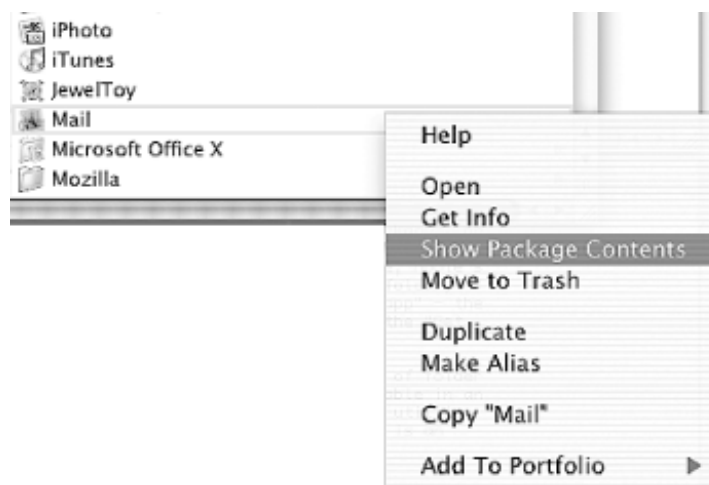 iPhoto
iTunes
JewelToy
Mail
Microsoft Office X
Mozilla
Help
Open
Get Info
Show Package Contents
Move to Trash
Duplicate
Make Alias
Copy "Mail"
Add To Portfolio